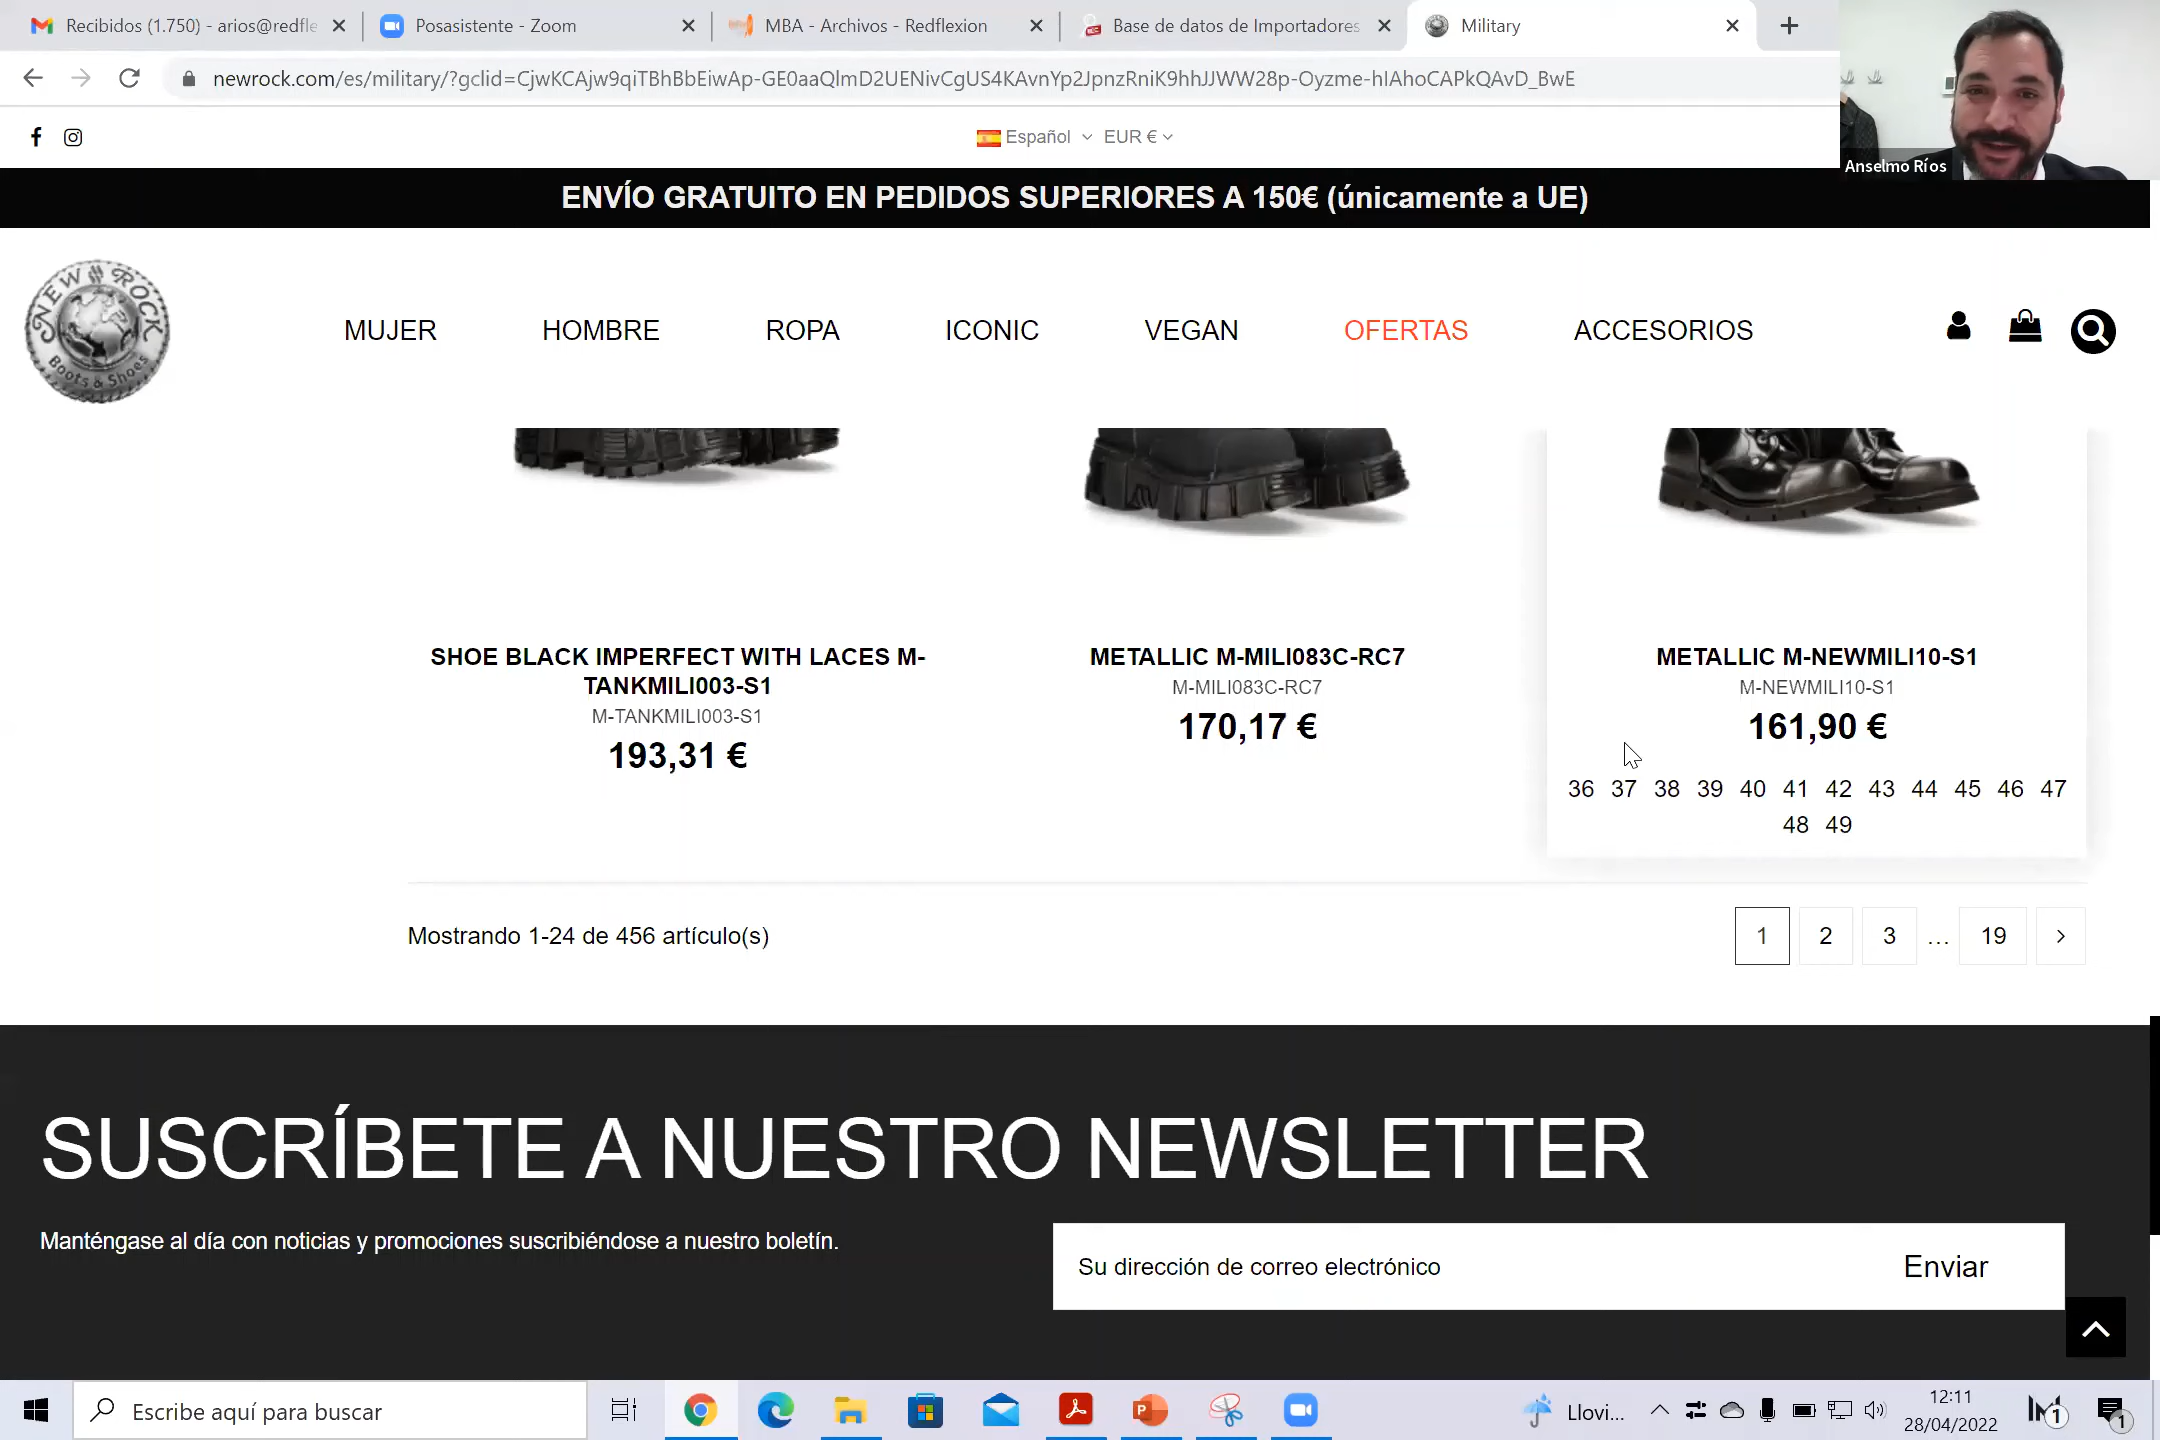 Recibidos (1.750) - arios@redfle
Posasistente - Zoom
MBA - Archivos - Redflexion
Base de datos de Importadores
Military
newrock.com/es/military/?gclid=CjwKCAjw9qiTBhBbEiwAp-GE0aaQlmD2UENivCgUS4KAvnYp2JpnzRniK9hhJJWW28p-Oyzme-hIAhoCAPkQAvD_BwE
Anselmo Ríos
Español EUR €
ENVÍO GRATUITO EN PEDIDOS SUPERIORES A 150€ (únicamente a UE)
NEW ROCK
Boots & Shoes
MUJER HOMBRE ROPA ICONIC VEGAN OFERTAS ACCESORIOS
SHOE BLACK IMPERFECT WITH LACES M-
TANKMILI003-S1
M-TANKMILI003-S1
193,31 €
METALLIC M-MILI083C-RC7
M-MILI083C-RC7
170,17 €
METALLIC M-NEWMILI10-S1
M-NEWMILI10-S1
161,90 €
36 37 38 39 40 41 42 43 44 45 46 47
48 49
Mostrando 1-24 de 456 artículo(s)
1 2 3 ... 19
SUSCRÍBETE A NUESTRO NEWSLETTER
Manténgase al día con noticias y promociones suscribiéndose a nuestro boletín.
Su dirección de correo electrónico
Enviar
Escribe aquí para buscar
Llovi...
12:11
28/04/2022
1
1